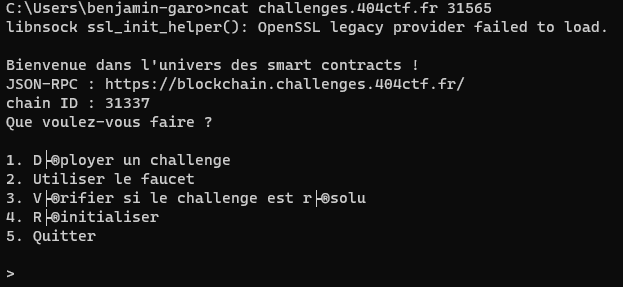 C:\Users\benjamin-garo>ncat challenges.404ctf.fr 31565
libnsock ssl_init_helper(): OpenSSL legacy provider failed to load.
Bienvenue dans l'univers des smart contracts !
JSON-RPC : https://blockchain.challenges.404ctf.fr/
chain ID : 31337
Que voulez-vous faire ?
1. D├®ployer un challenge
2. Utiliser le faucet
3. V├®rifier si le challenge est r├®solu
4. R├®initialiser
5. Quitter
>